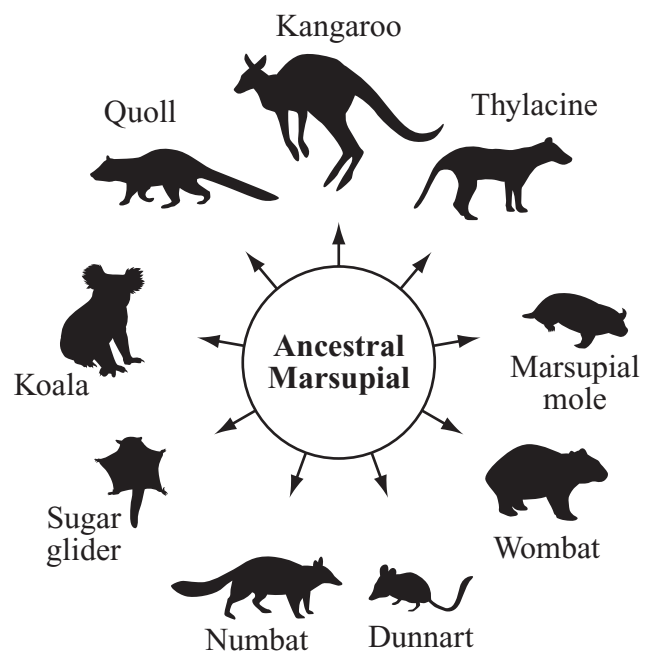 Kangaroo
Quoll
Thylacine
Ancestral
Marsupial
Koala
Marsupial
mole
Sugar
glider
Wombat
Numbat
Dunnart